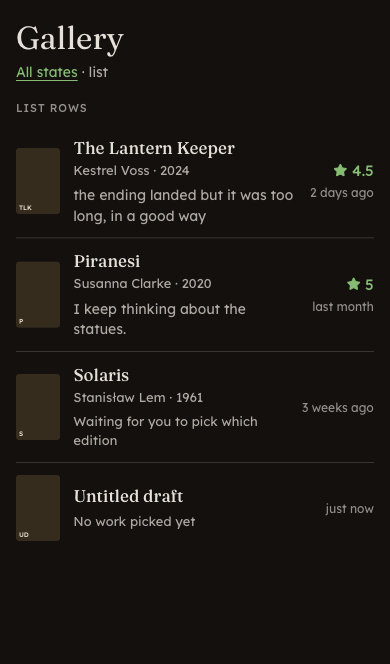 Gallery
All states · list
LIST ROWS
The Lantern Keeper
Kestrel Voss · 2024
the ending landed but it was too
long, in a good way
4.5
2 days ago
TLK
Piranesi
Susanna Clarke · 2020
I keep thinking about the
statues.
5
last month
P
Solaris
Stanisław Lem · 1961
Waiting for you to pick which
edition
3 weeks ago
S
Untitled draft
No work picked yet
just now
UD